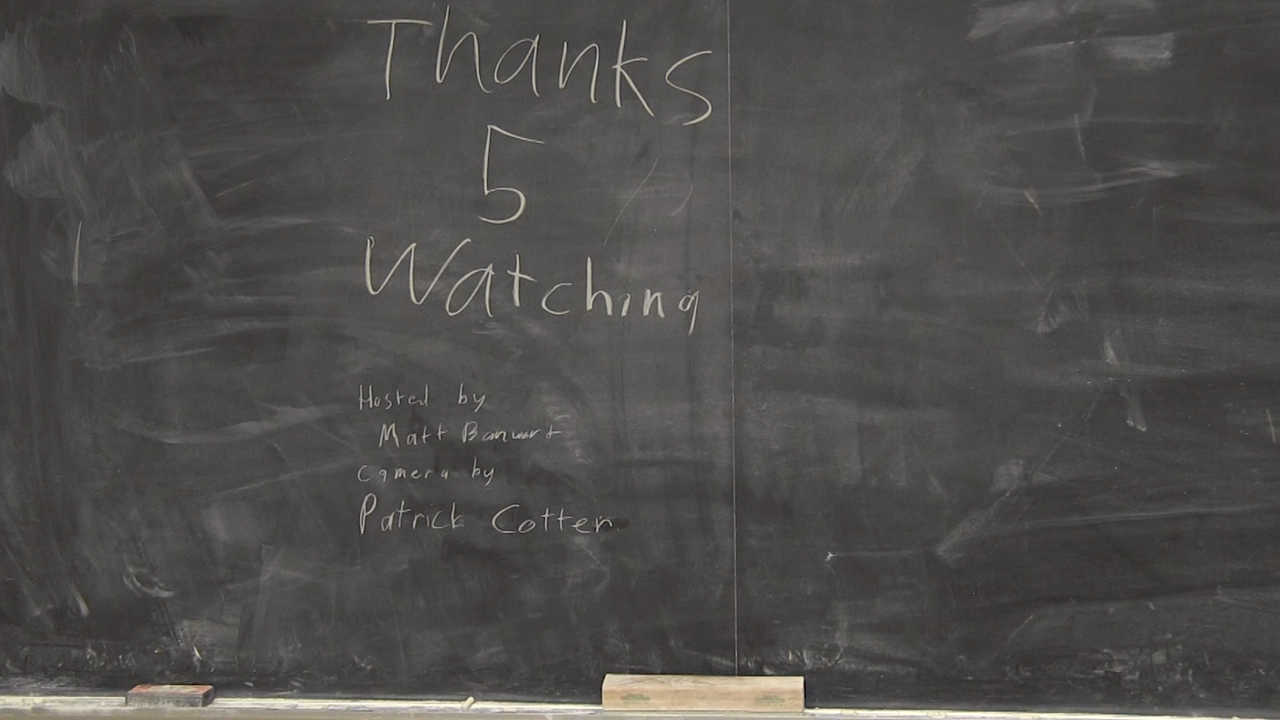 Thanks
5
Watching
Hosted by
Matt Banwart
Camera by
Patrick Cotter